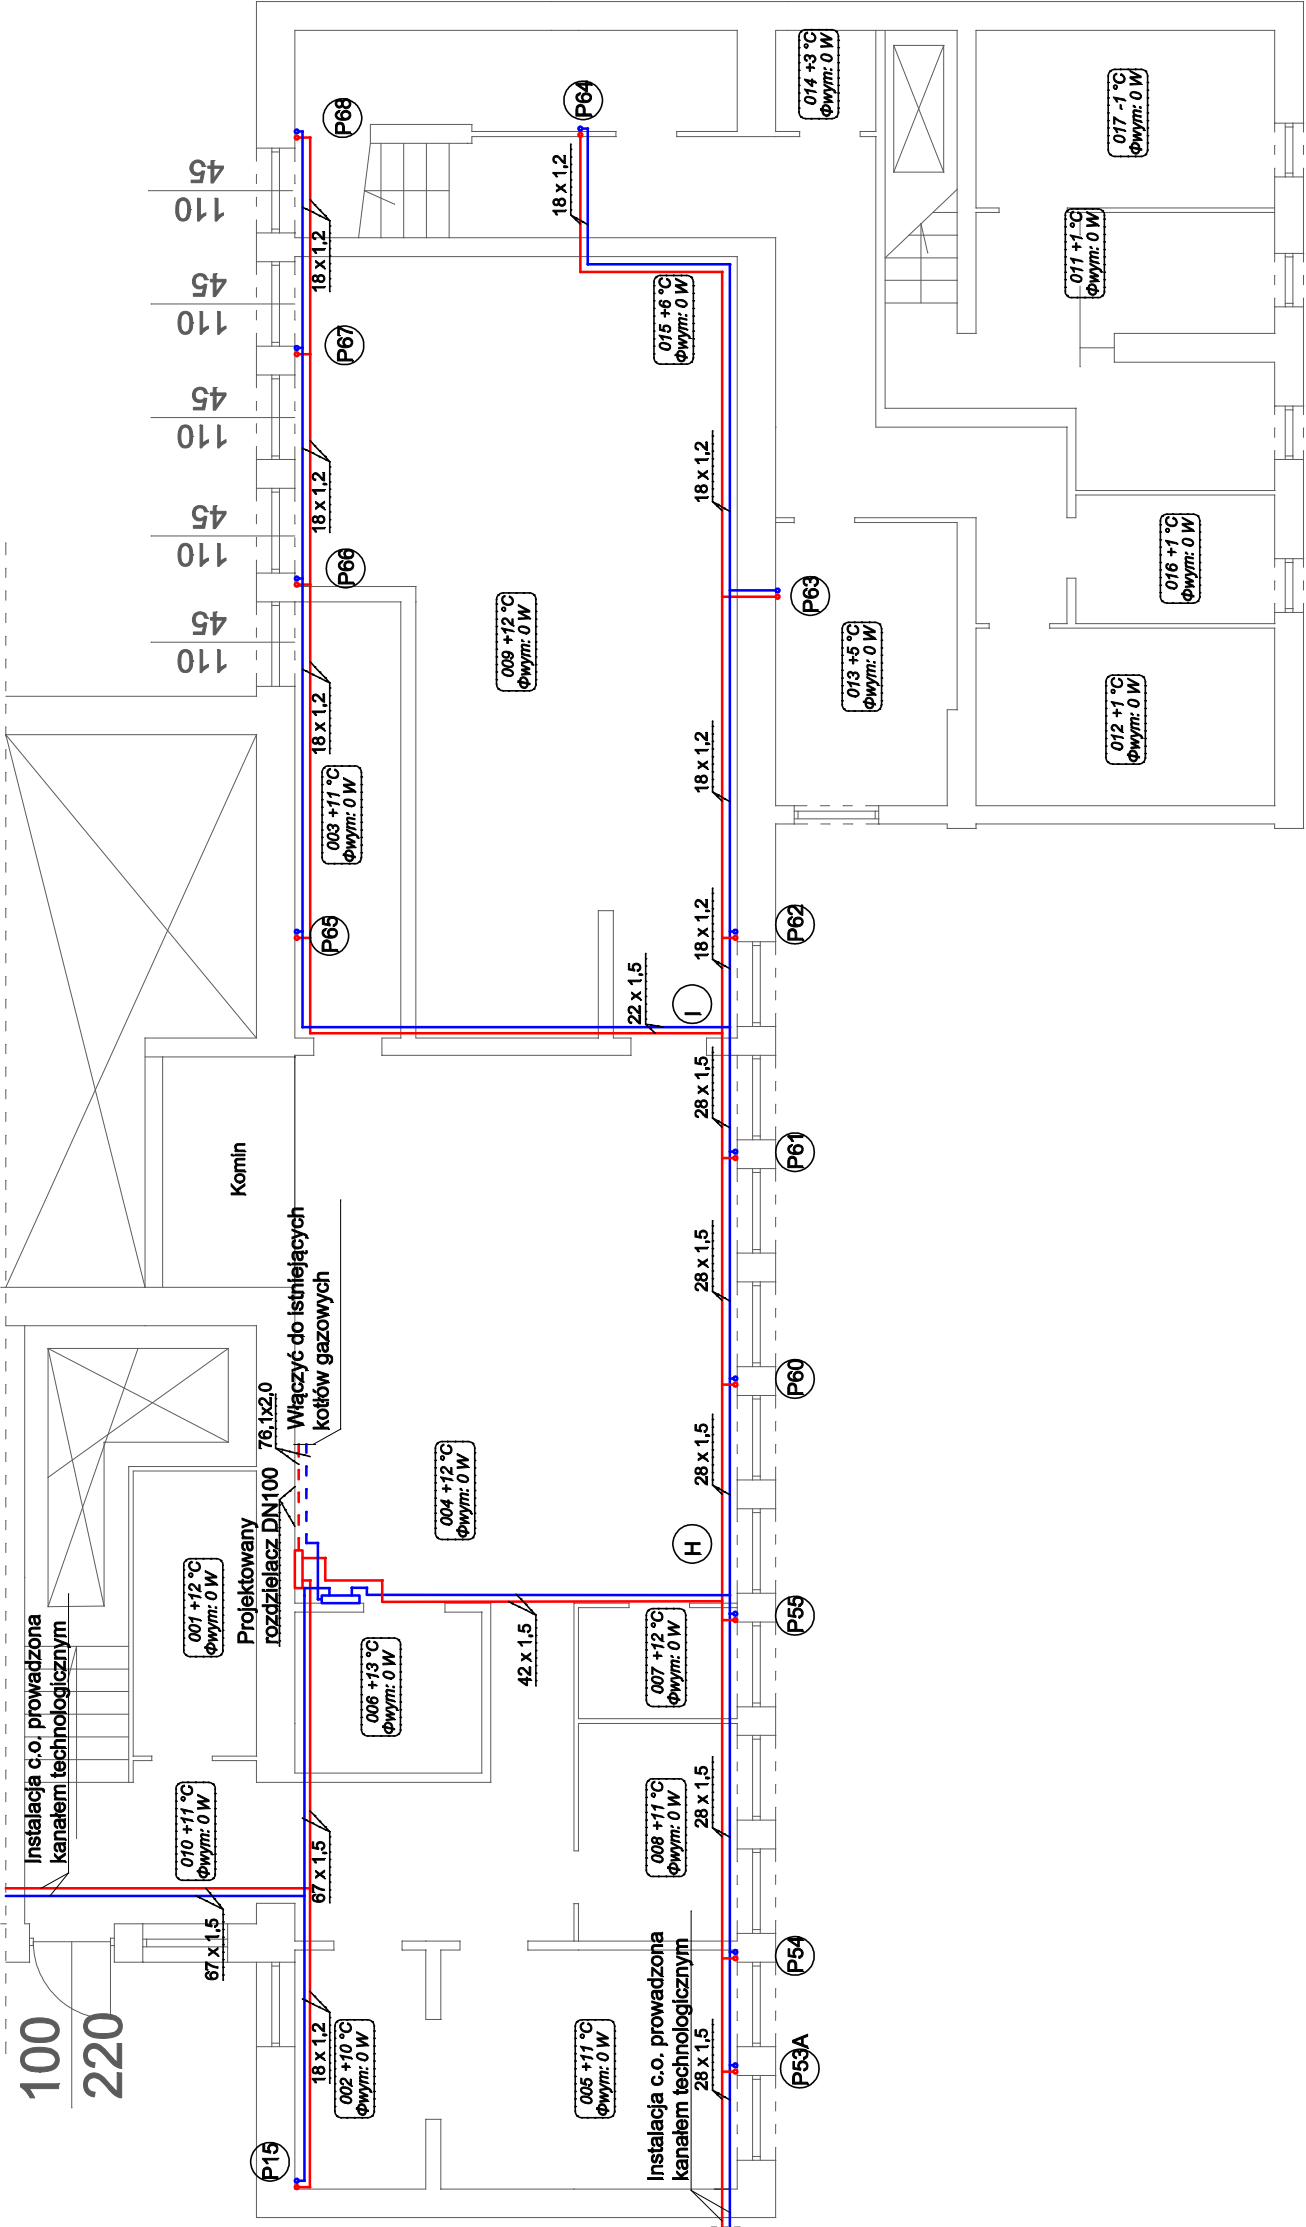 45
110
45
110
45
110
45
110
45
110
P68
P64
P67
P66
P65
P63
P62
P61
P60
P55
P54
P53A
P15
I
H
18 x 1,2
18 x 1,2
18 x 1,2
18 x 1,2
18 x 1,2
18 x 1,2
18 x 1,2
22 x 1,5
28 x 1,5
28 x 1,5
28 x 1,5
42 x 1,5
28 x 1,5
28 x 1,5
67 x 1,5
67 x 1,5
18 x 1,2
76,1x2,0
014 +3 °C
Φwym: 0 W
017 -1 °C
Φwym: 0 W
011 +1 °C
Φwym: 0 W
015 +6 °C
Φwym: 0 W
016 +1 °C
Φwym: 0 W
009 +12 °C
Φwym: 0 W
013 +5 °C
Φwym: 0 W
012 +1 °C
Φwym: 0 W
003 +11 °C
Φwym: 0 W
Komin
Włączyć do istniejących
kotłów gazowych
004 +12 °C
Φwym: 0 W
Projektowany
rozdzielacz DN100
001 +12 °C
Φwym: 0 W
006 +13 °C
Φwym: 0 W
007 +12 °C
Φwym: 0 W
Instalacja c.o. prowadzona
kanałem technologicznym
010 +11 °C
Φwym: 0 W
008 +11 °C
Φwym: 0 W
002 +10 °C
Φwym: 0 W
005 +11 °C
Φwym: 0 W
Instalacja c.o. prowadzona
kanałem technologicznym
100
220